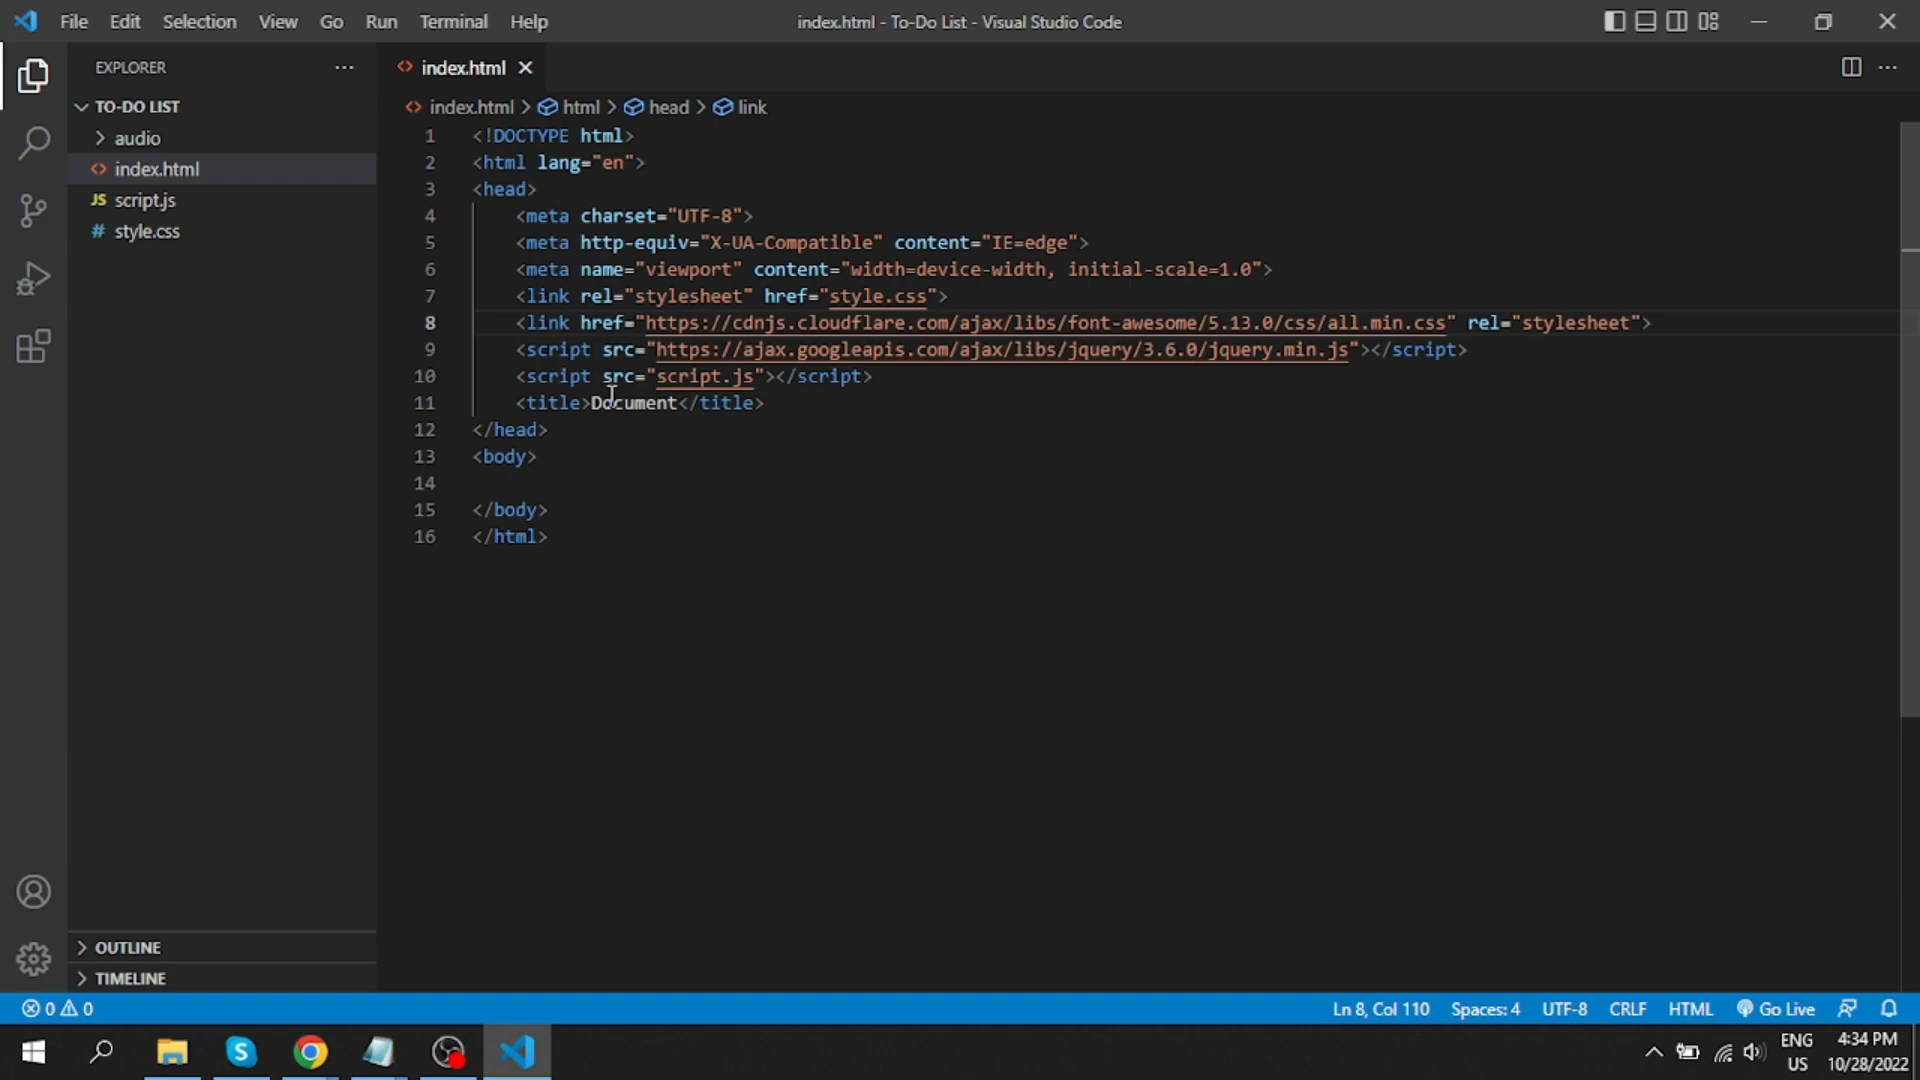 File Edit Selection View Go Run Terminal Help
index.html - To-Do List - Visual Studio Code
EXPLORER
TO-DO LIST
audio
index.html
JS script.js
# style.css
OUTLINE
TIMELINE
index.html
index.html > html > head > link
1 <!DOCTYPE html>
2 <html lang="en">
3 <head>
4 <meta charset="UTF-8">
5 <meta http-equiv="X-UA-Compatible" content="IE=edge">
6 <meta name="viewport" content="width=device-width, initial-scale=1.0">
7 <link rel="stylesheet" href="style.css">
8 <link href="https://cdnjs.cloudflare.com/ajax/libs/font-awesome/5.13.0/css/all.min.css" rel="stylesheet">
9 <script src="https://ajax.googleapis.com/ajax/libs/jquery/3.6.0/jquery.min.js"></script>
10 <script src="script.js"></script>
11 <title>Document</title>
12 </head>
13 <body>
14
15 </body>
16 </html>
0 0
Ln 8, Col 110 Spaces: 4 UTF-8 CRLF HTML Go Live
S
ENG
US
4:34 PM
10/28/2022